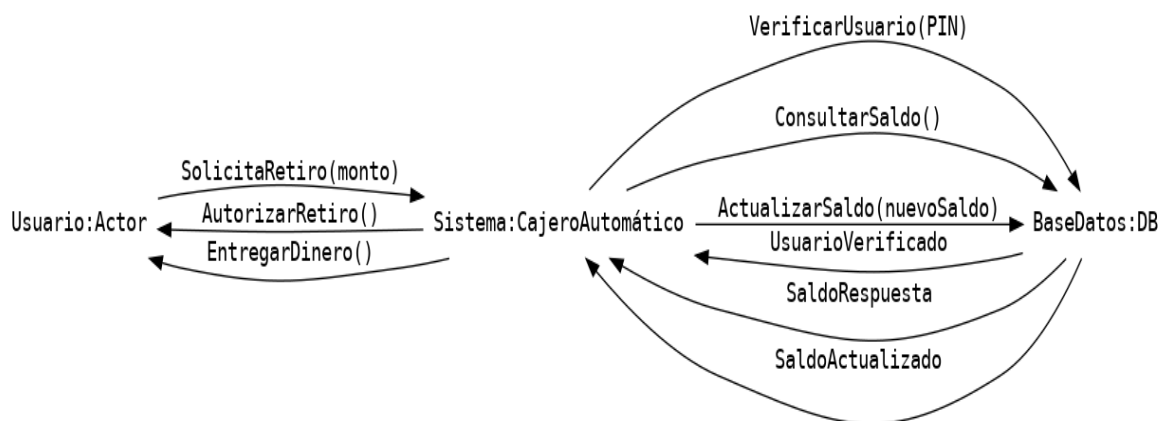 VerificarUsuario(PIN)
ConsultarSaldo()
SolicitaRetiro(monto)
ActualizarSaldo(nuevoSaldo)
AutorizarRetiro()
Usuario:Actor
Sistema:CajeroAutomático
BaseDatos:DB
UsuarioVerificado
EntregarDinero()
SaldoRespuesta
SaldoActualizado